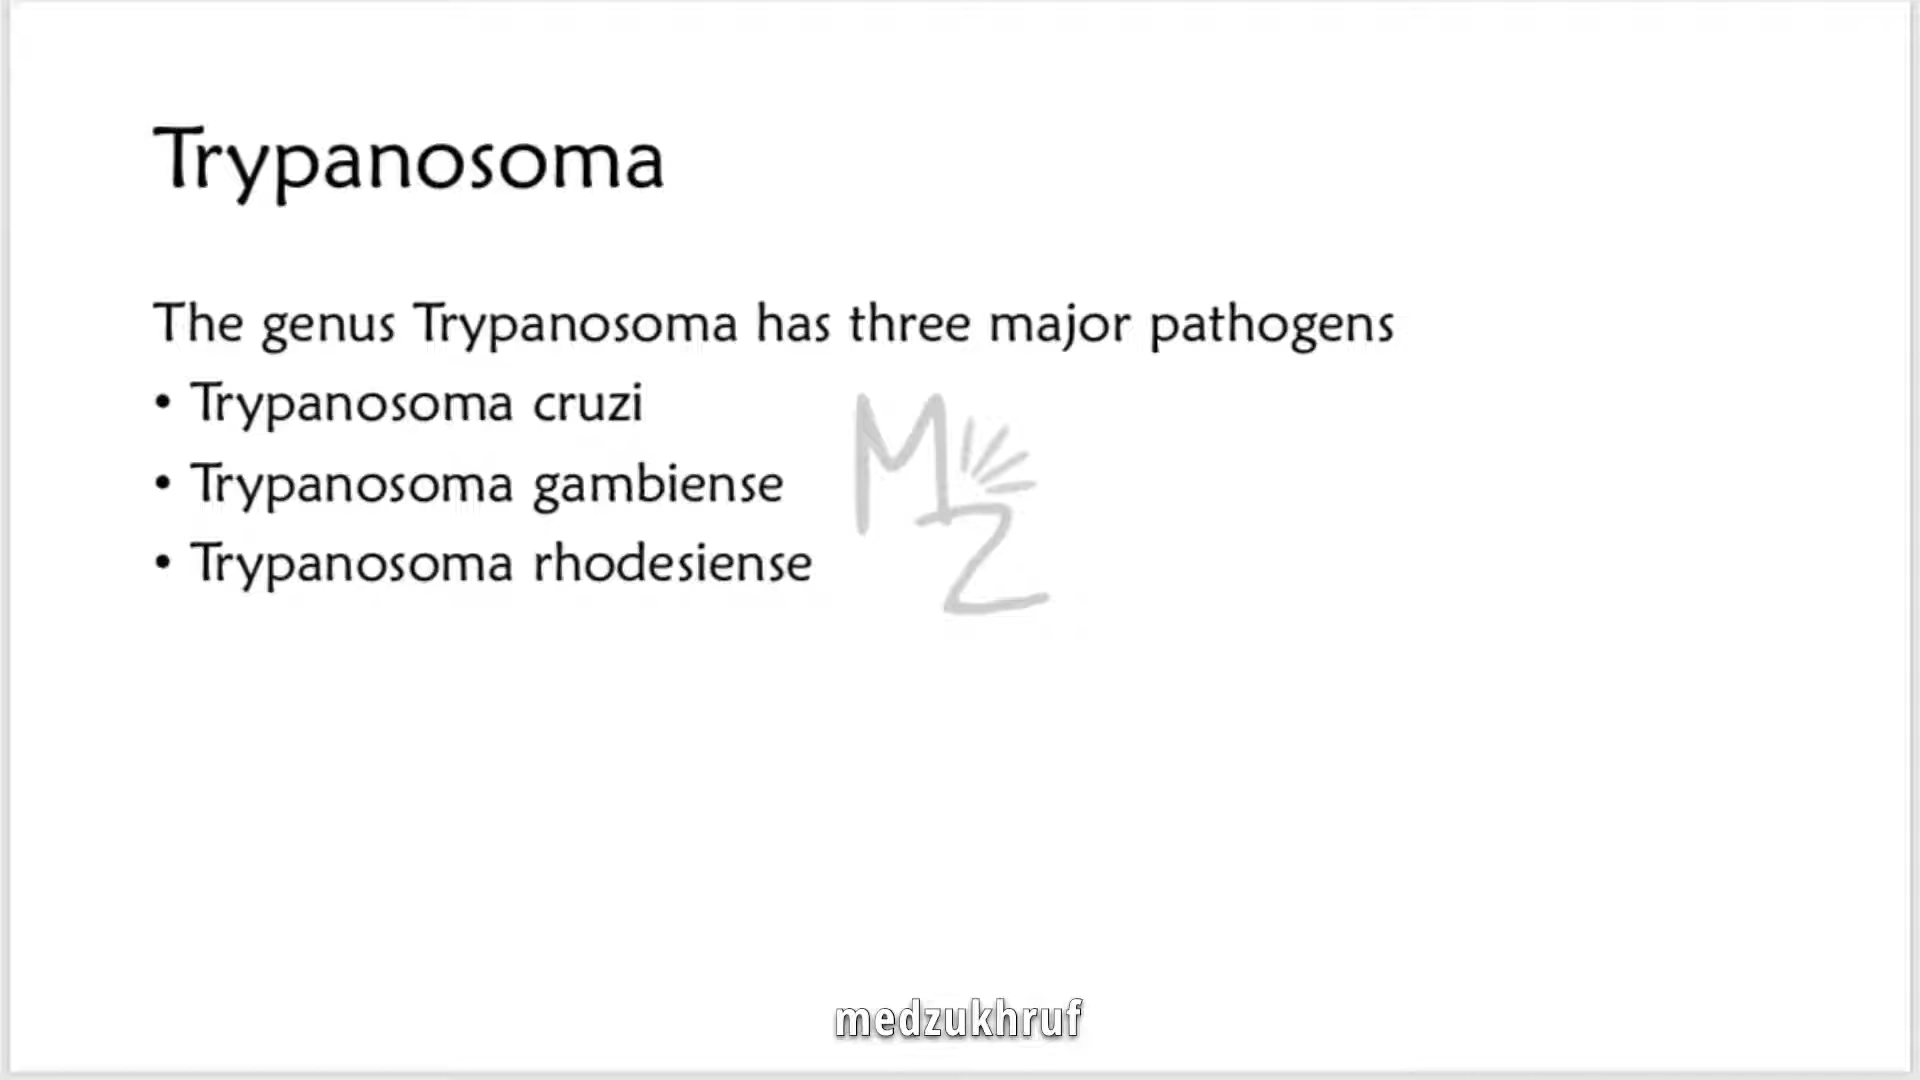 Trypanosoma
The genus Trypanosoma has three major pathogens
• Trypanosoma cruzi
• Trypanosoma gambiense
• Trypanosoma rhodesiense
MZ
medzukhruf